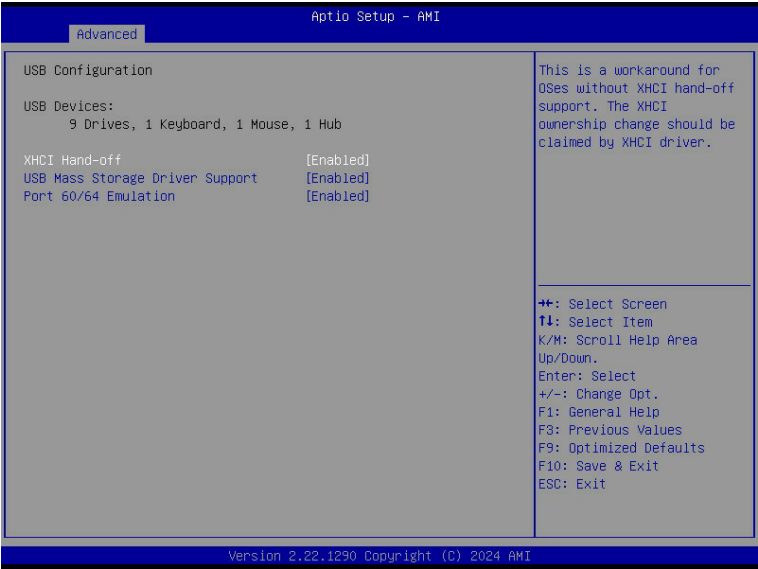 Aptio Setup – AMI
Advanced
USB Configuration
USB Devices:
9 Drives, 1 Keyboard, 1 Mouse, 1 Hub
XHCI Hand-off [Enabled]
USB Mass Storage Driver Support [Enabled]
Port 60/64 Emulation [Enabled]
This is a workaround for
OSes without XHCI hand-off
support. The XHCI
ownership change should be
claimed by XHCI driver.
→←: Select Screen
↑↓: Select Item
K/M: Scroll Help Area
Up/Down.
Enter: Select
+/-: Change Opt.
F1: General Help
F3: Previous Values
F9: Optimized Defaults
F10: Save & Exit
ESC: Exit
Version 2.22.1290 Copyright (C) 2024 AMI